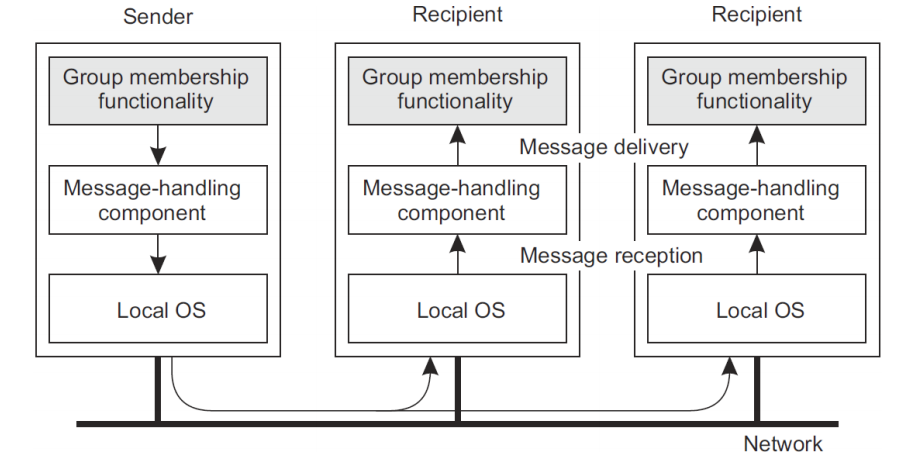 Sender
Recipient
Recipient
Group membership
functionality
Group membership
functionality
Group membership
functionality
Message delivery
Message-handling
component
Message-handling
component
Message-handling
component
Message reception
Local OS
Local OS
Local OS
Network